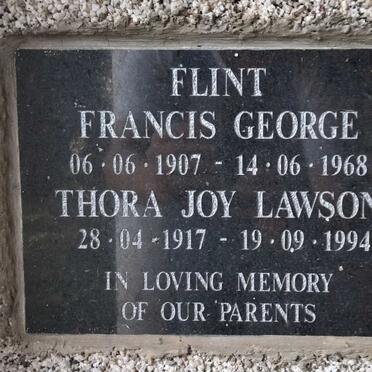 FLINT
FRANCIS GEORGE
06 · 06 · 1907 - 14 · 06 · 1968
THORA JOY LAWSON
28 · 04 · 1917 - 19 · 09 · 1994
IN LOVING MEMORY
OF OUR PARENTS